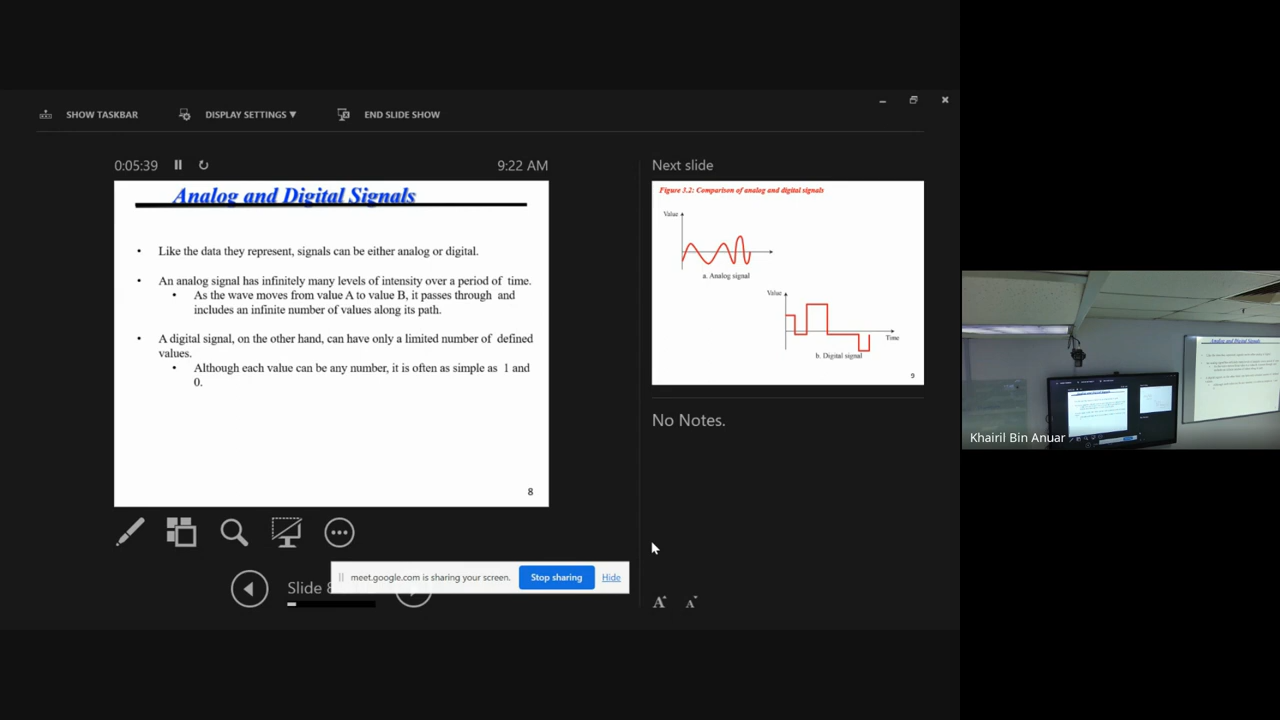 SHOW TASKBAR
DISPLAY SETTINGS ▼
END SLIDE SHOW
0:05:39
9:22 AM
Analog and Digital Signals
• Like the data they represent, signals can be either analog or digital.
• An analog signal has infinitely many levels of intensity over a period of time.
• As the wave moves from value A to value B, it passes through and
includes an infinite number of values along its path.
• A digital signal, on the other hand, can have only a limited number of defined
values.
• Although each value can be any number, it is often as simple as 1 and
0.
8
Next slide
Figure 3.2: Comparison of analog and digital signals
Value
a. Analog signal
Value
Time
b. Digital signal
9
No Notes.
Slide 8
meet.google.com is sharing your screen.
Stop sharing
Hide
A
A
Khairil Bin Anuar
Analog and Digital Signals